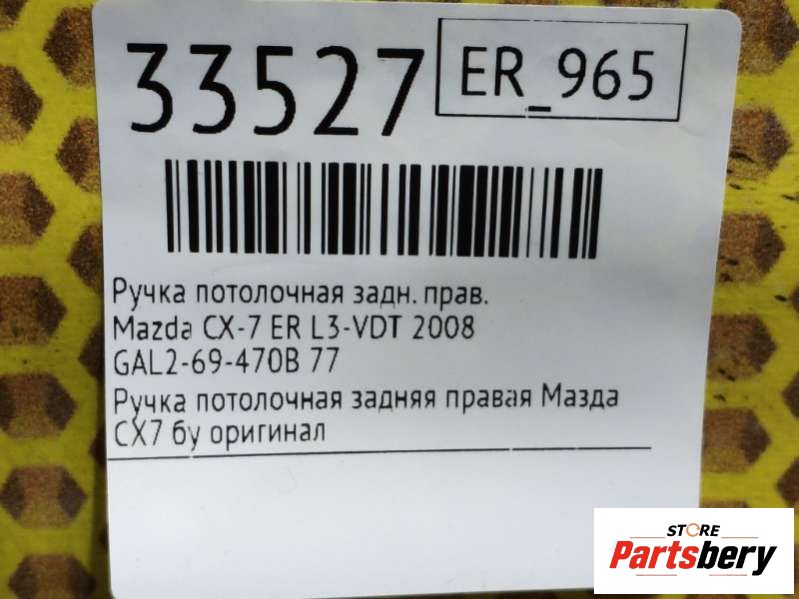 33527
ER_965
Ручка потолочная задн. прав.
Mazda CX-7 ER L3-VDT 2008
GAL2-69-470B 77
Ручка потолочная задняя правая Мазда
СХ7 бу оригинал
STORE
Partsbery